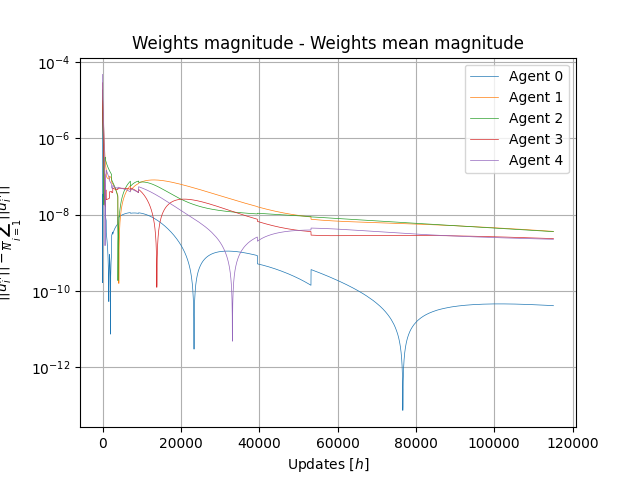 Weights magnitude - Weights mean magnitude
10⁻⁴
10⁻⁶
10⁻⁸
10⁻¹⁰
10⁻¹²
Agent 0
Agent 1
Agent 2
Agent 3
Agent 4
0
20000
40000
60000
80000
100000
120000
Updates [h]